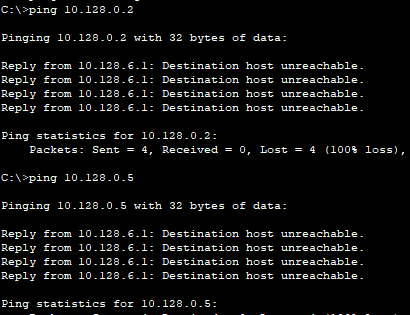 C:\>ping 10.128.0.2
Pinging 10.128.0.2 with 32 bytes of data:
Reply from 10.128.6.1: Destination host unreachable.
Reply from 10.128.6.1: Destination host unreachable.
Reply from 10.128.6.1: Destination host unreachable.
Reply from 10.128.6.1: Destination host unreachable.
Ping statistics for 10.128.0.2:
Packets: Sent = 4, Received = 0, Lost = 4 (100% loss),
C:\>ping 10.128.0.5
Pinging 10.128.0.5 with 32 bytes of data:
Reply from 10.128.6.1: Destination host unreachable.
Reply from 10.128.6.1: Destination host unreachable.
Reply from 10.128.6.1: Destination host unreachable.
Reply from 10.128.6.1: Destination host unreachable.
Ping statistics for 10.128.0.5: